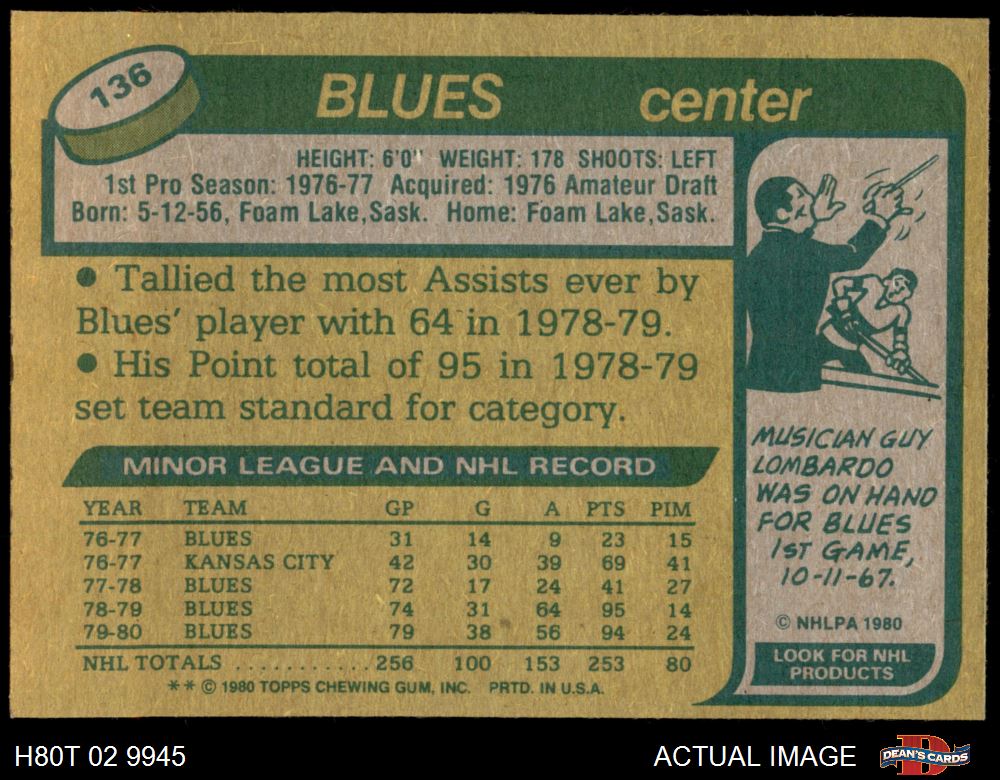 136
BLUES center
HEIGHT: 6'0" WEIGHT: 178 SHOOTS: LEFT
1st Pro Season: 1976-77 Acquired: 1976 Amateur Draft
Born: 5-12-56, Foam Lake, Sask. Home: Foam Lake, Sask.
• Tallied the most Assists ever by
Blues' player with 64 in 1978-79.
• His Point total of 95 in 1978-79
set team standard for category.
MINOR LEAGUE AND NHL RECORD
YEAR TEAM GP G A PTS PIM
76-77 BLUES 31 14 9 23 15
76-77 KANSAS CITY 42 30 39 69 41
77-78 BLUES 72 17 24 41 27
78-79 BLUES 74 31 64 95 14
79-80 BLUES 79 38 56 94 24
NHL TOTALS ........... 256 100 153 253 80
** © 1980 TOPPS CHEWING GUM, INC. PRTD. IN U.S.A.
MUSICIAN GUY
LOMBARDO
WAS ON HAND
FOR BLUES
1ST GAME,
10-11-67.
© NHLPA 1980
LOOK FOR NHL
PRODUCTS
H80T 02 9945 ACTUAL IMAGE DEAN'S CARDS